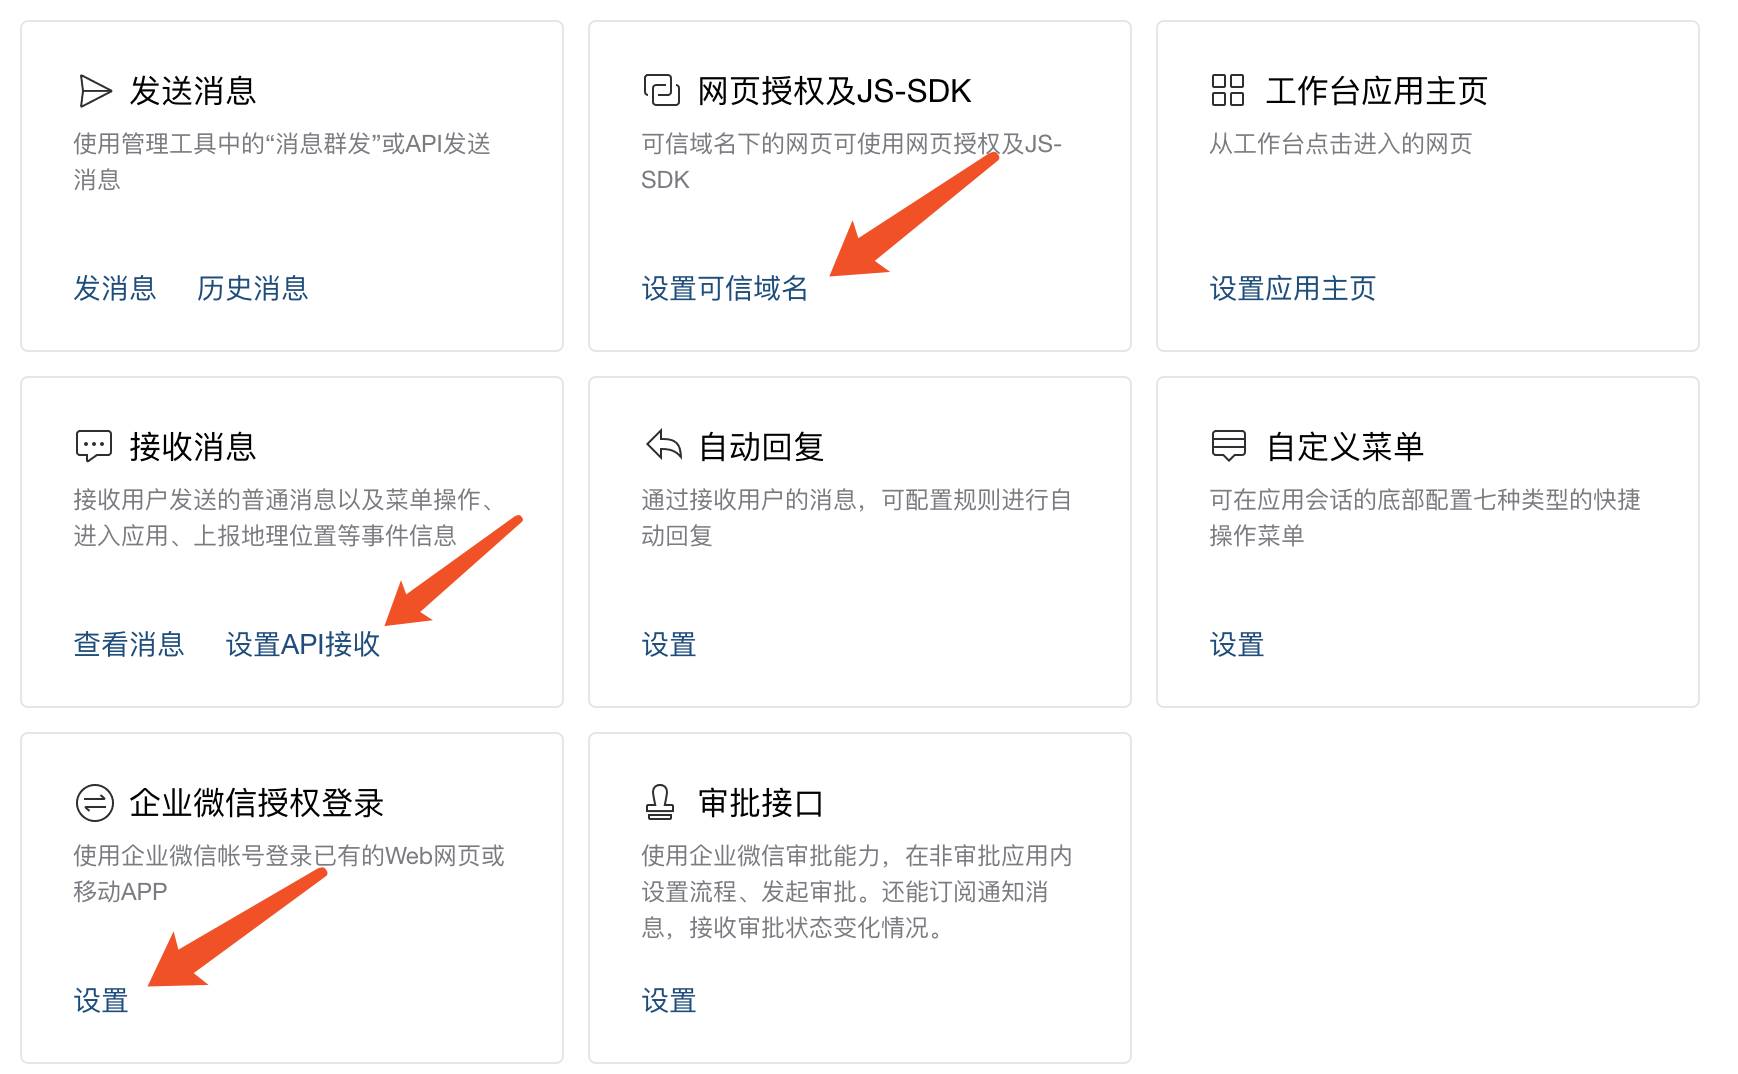 发送消息
使用管理工具中的“消息群发”或API发送
消息
发消息 历史消息
网页授权及JS-SDK
可信域名下的网页可使用网页授权及JS-
SDK
设置可信域名
工作台应用主页
从工作台点击进入的网页
设置应用主页
接收消息
接收用户发送的普通消息以及菜单操作、
进入应用、上报地理位置等事件信息
查看消息 设置API接收
自动回复
通过接收用户的消息，可配置规则进行自
动回复
设置
自定义菜单
可在应用会话的底部配置七种类型的快捷
操作菜单
设置
企业微信授权登录
使用企业微信帐号登录已有的Web网页或
移动APP
设置
审批接口
使用企业微信审批能力，在非审批应用内
设置流程、发起审批。还能订阅通知消
息，接收审批状态变化情况。
设置